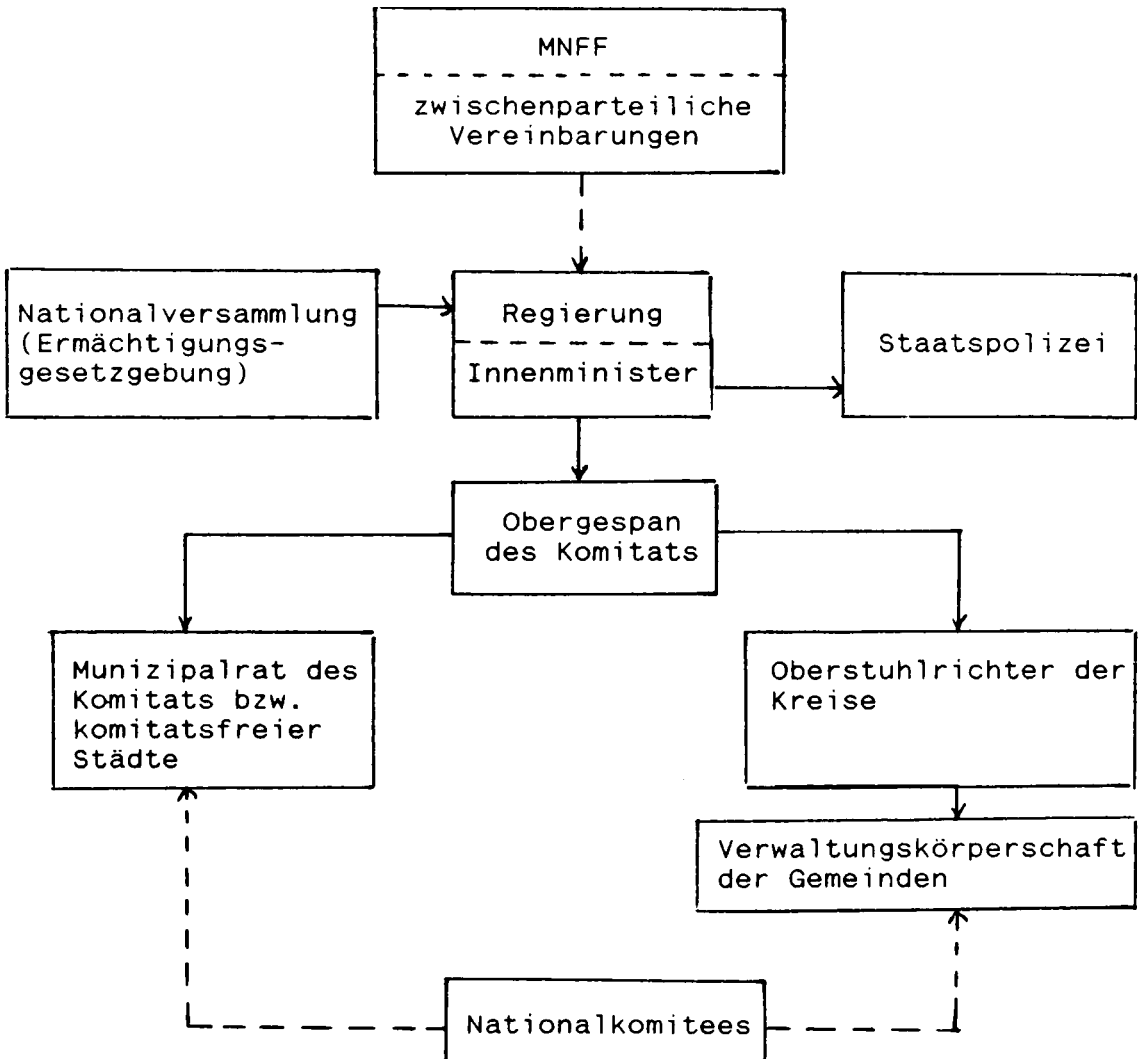 MNFF
zwischenparteiliche
Vereinbarungen
Nationalversammlung
(Ermächtigungs-
gesetzgebung)
Regierung
Innenminister
Staatspolizei
Obergespan
des Komitats
Munizipalrat des
Komitats bzw.
komitatsfreier
Städte
Oberstuhlrichter der
Kreise
Verwaltungskörperschaft
der Gemeinden
Nationalkomitees